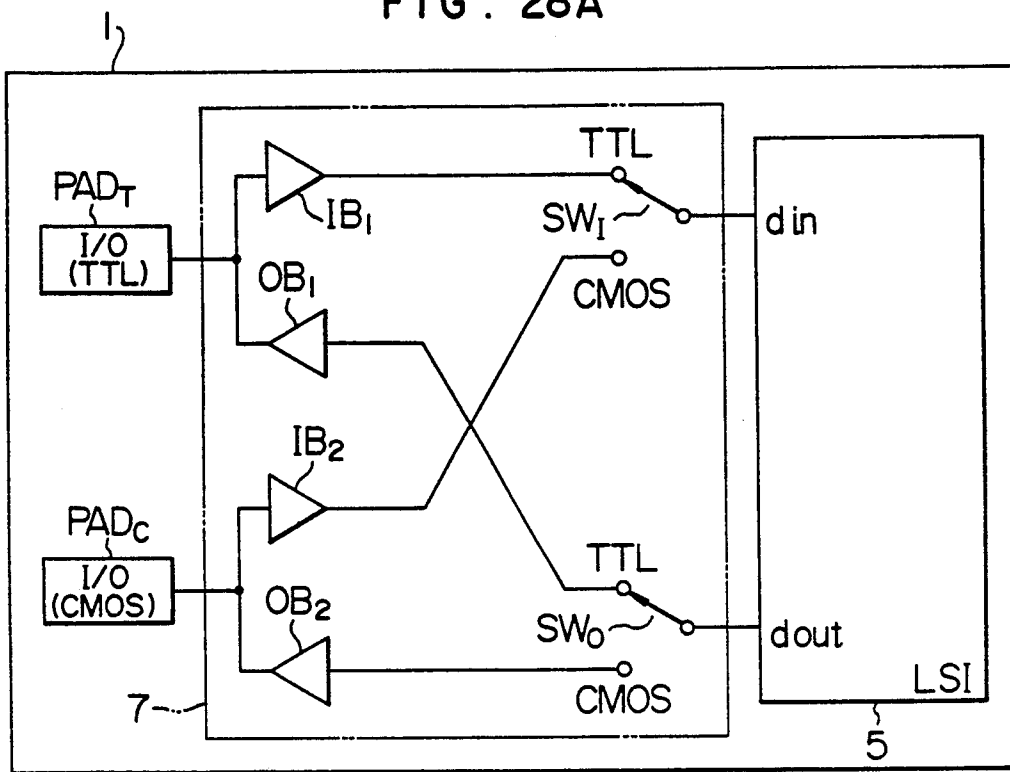 FIG. 28A
1
PAD_T
I/O
(TTL)
IB_1
OB_1
TTL
SW_I
CMOS
din
IB_2
PAD_C
I/O
(CMOS)
OB_2
TTL
SW_O
CMOS
dout
LSI
7
5